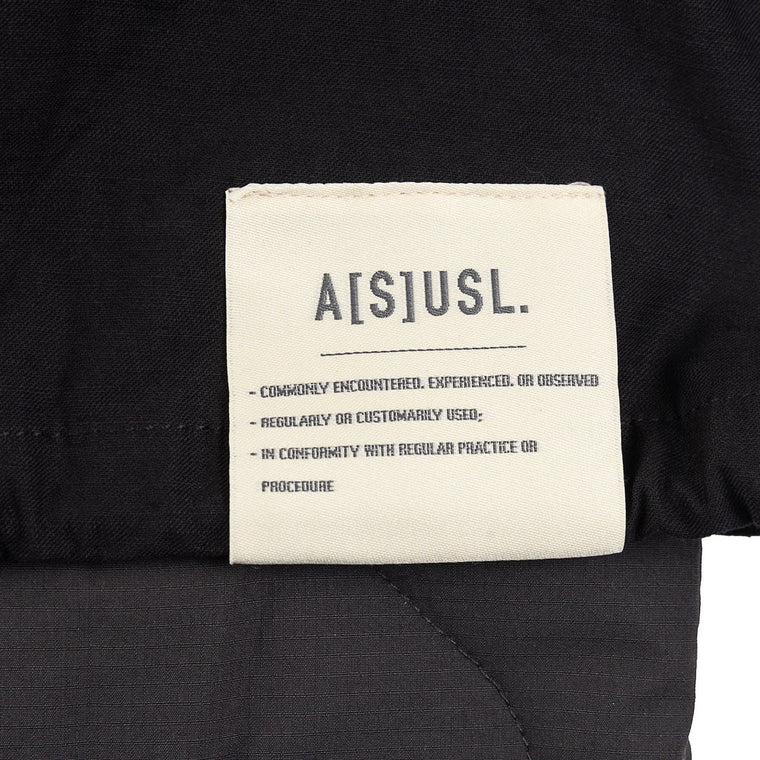 A[S]USL.
- COMMONLY ENCOUNTERED. EXPERIENCED. OR OBSERVED
- REGULARLY OR CUSTOMARILY USED;
- IN CONFORMITY WITH REGULAR PRACTICE OR
PROCEDURE